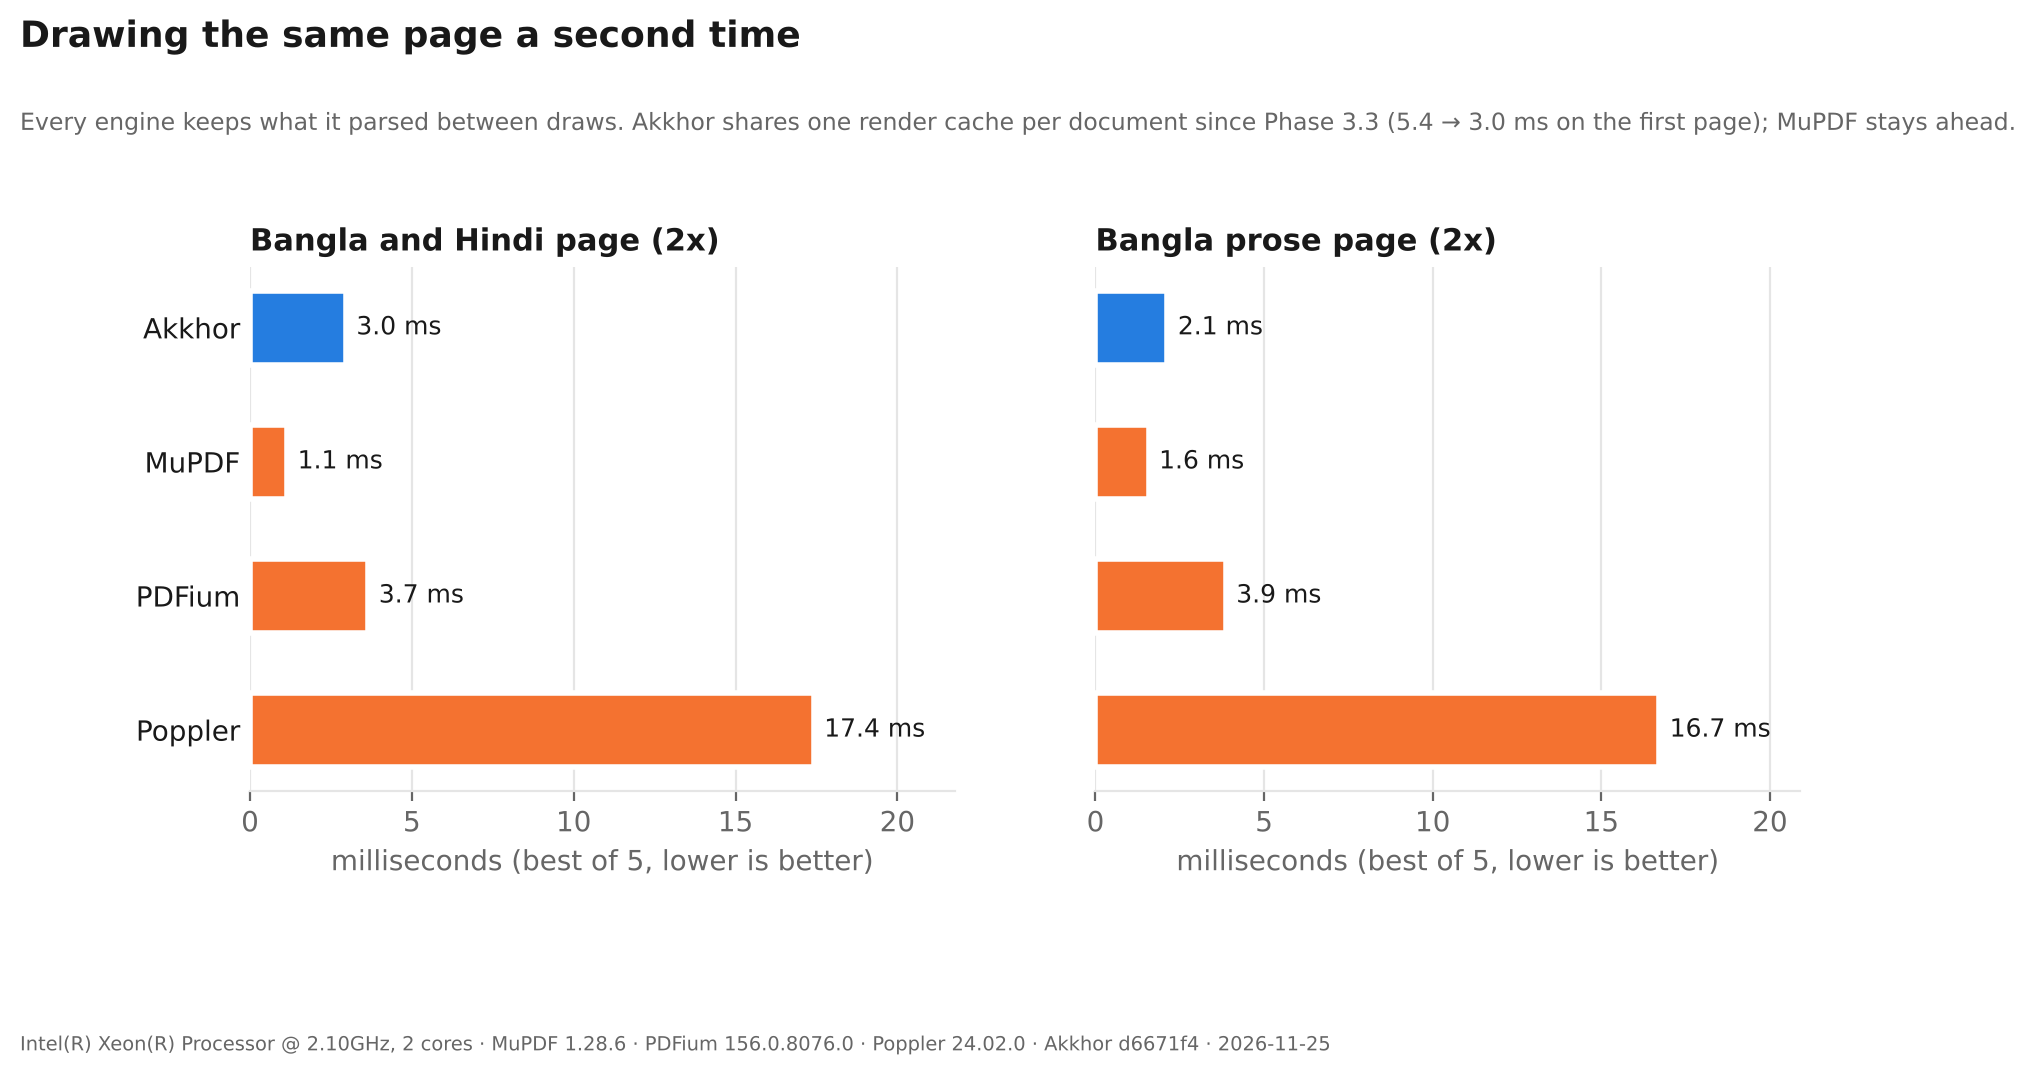 Drawing the same page a second time
Every engine keeps what it parsed between draws. Akkhor shares one render cache per document since Phase 3.3 (5.4 → 3.0 ms on the first page); MuPDF stays ahead.
Bangla and Hindi page (2x)
Akkhor 3.0 ms
MuPDF 1.1 ms
PDFium 3.7 ms
Poppler 17.4 ms
0 5 10 15 20
milliseconds (best of 5, lower is better)
Bangla prose page (2x)
2.1 ms
1.6 ms
3.9 ms
16.7 ms
0 5 10 15 20
milliseconds (best of 5, lower is better)
Intel(R) Xeon(R) Processor @ 2.10GHz, 2 cores · MuPDF 1.28.6 · PDFium 156.0.8076.0 · Poppler 24.02.0 · Akkhor d6671f4 · 2026-11-25